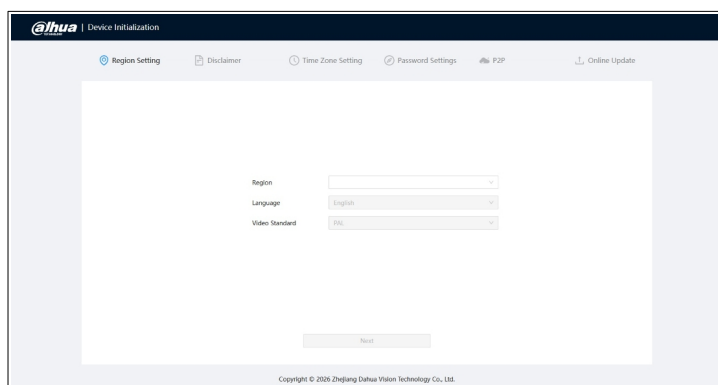 alhua | Device Initialization
TECHNOLOGY
Region Setting
Disclaimer
Time Zone Setting
Password Settings
P2P
Online Update
Region
Language English
Video Standard PAL
Next
Copyright © 2026 Zhejiang Dahua Vision Technology Co., Ltd.